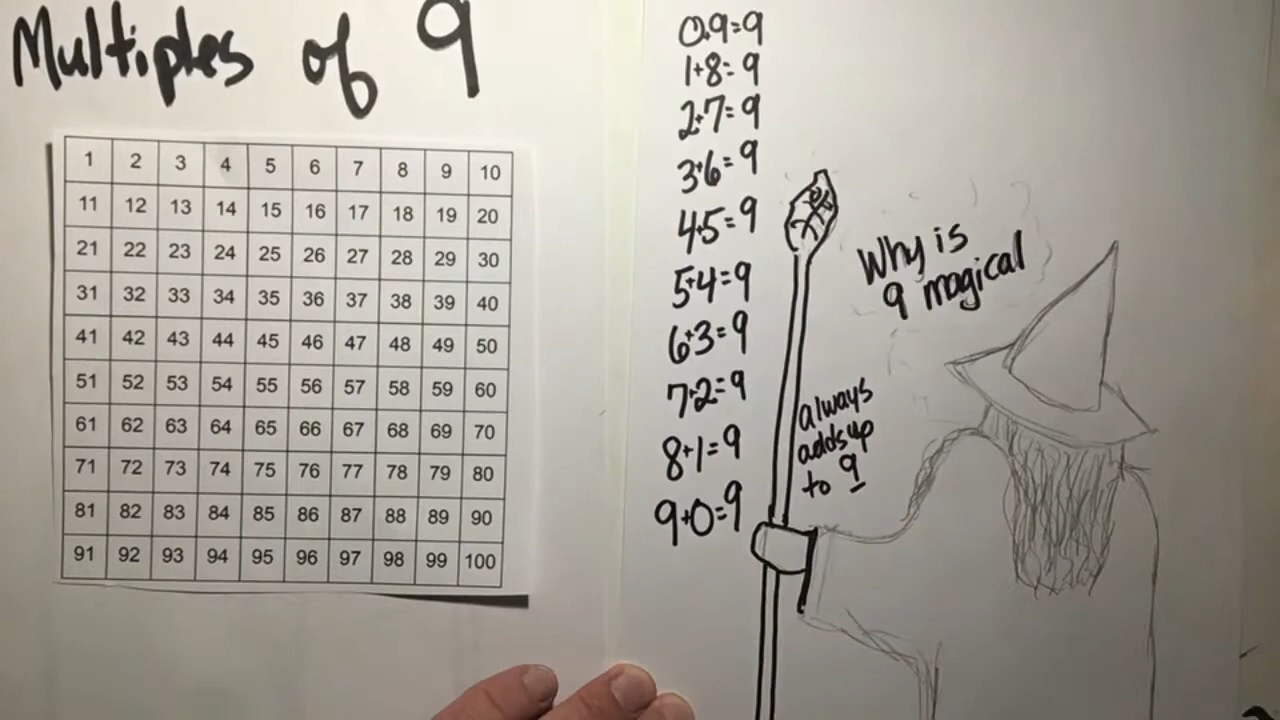 Multiples of 9
1 2 3 4 5 6 7 8 9 10
11 12 13 14 15 16 17 18 19 20
21 22 23 24 25 26 27 28 29 30
31 32 33 34 35 36 37 38 39 40
41 42 43 44 45 46 47 48 49 50
51 52 53 54 55 56 57 58 59 60
61 62 63 64 65 66 67 68 69 70
71 72 73 74 75 76 77 78 79 80
81 82 83 84 85 86 87 88 89 90
91 92 93 94 95 96 97 98 99 100
0+9=9
1+8=9
2+7=9
3+6=9
4+5=9
5+4=9
6+3=9
7+2=9
8+1=9
9+0=9
Why is
9 magical
always
adds up
to 9